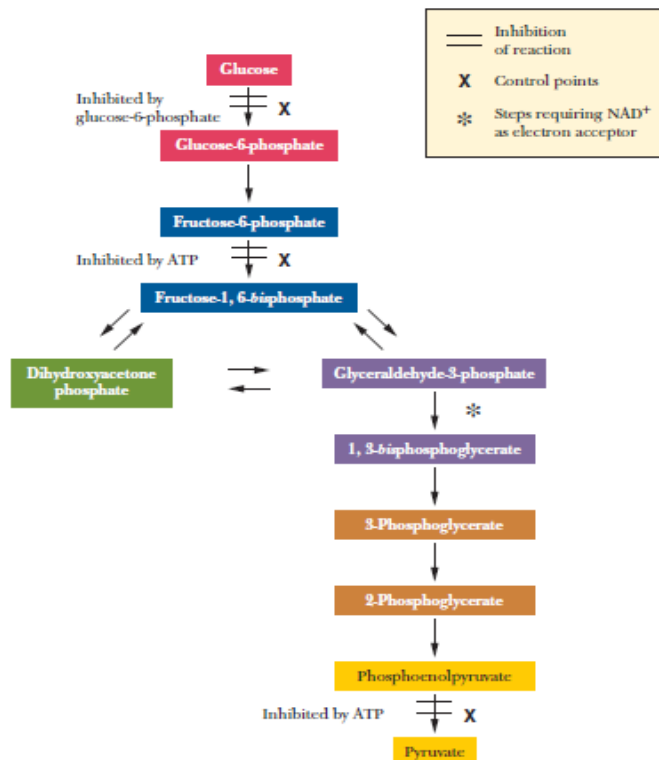 Inhibition
of reaction
X Control points
* Steps requiring NAD+
as electron acceptor
Glucose
Inhibited by
glucose-6-phosphate
X
Glucose-6-phosphate
Fructose-6-phosphate
Inhibited by ATP
X
Fructose-1, 6-bisphosphate
Dihydroxyacetone
phosphate
Glyceraldehyde-3-phosphate
*
1, 3-bisphosphoglycerate
3-Phosphoglycerate
2-Phosphoglycerate
Phosphoenolpyruvate
Inhibited by ATP
X
Pyruvate